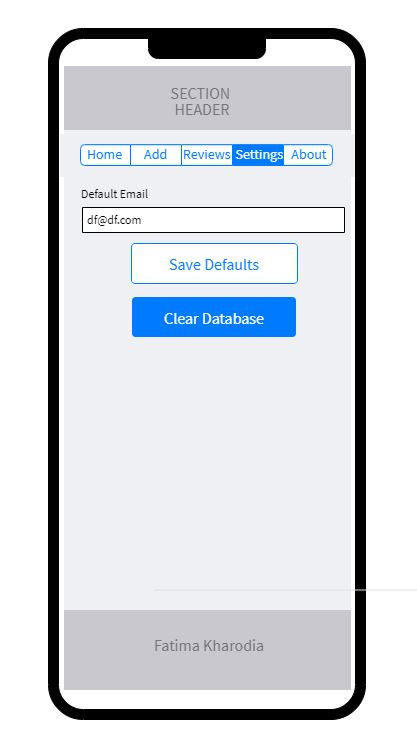 SECTION
HEADER
Home Add Reviews Settings About
Default Email
df@df.com
Save Defaults
Clear Database
Fatima Kharodia